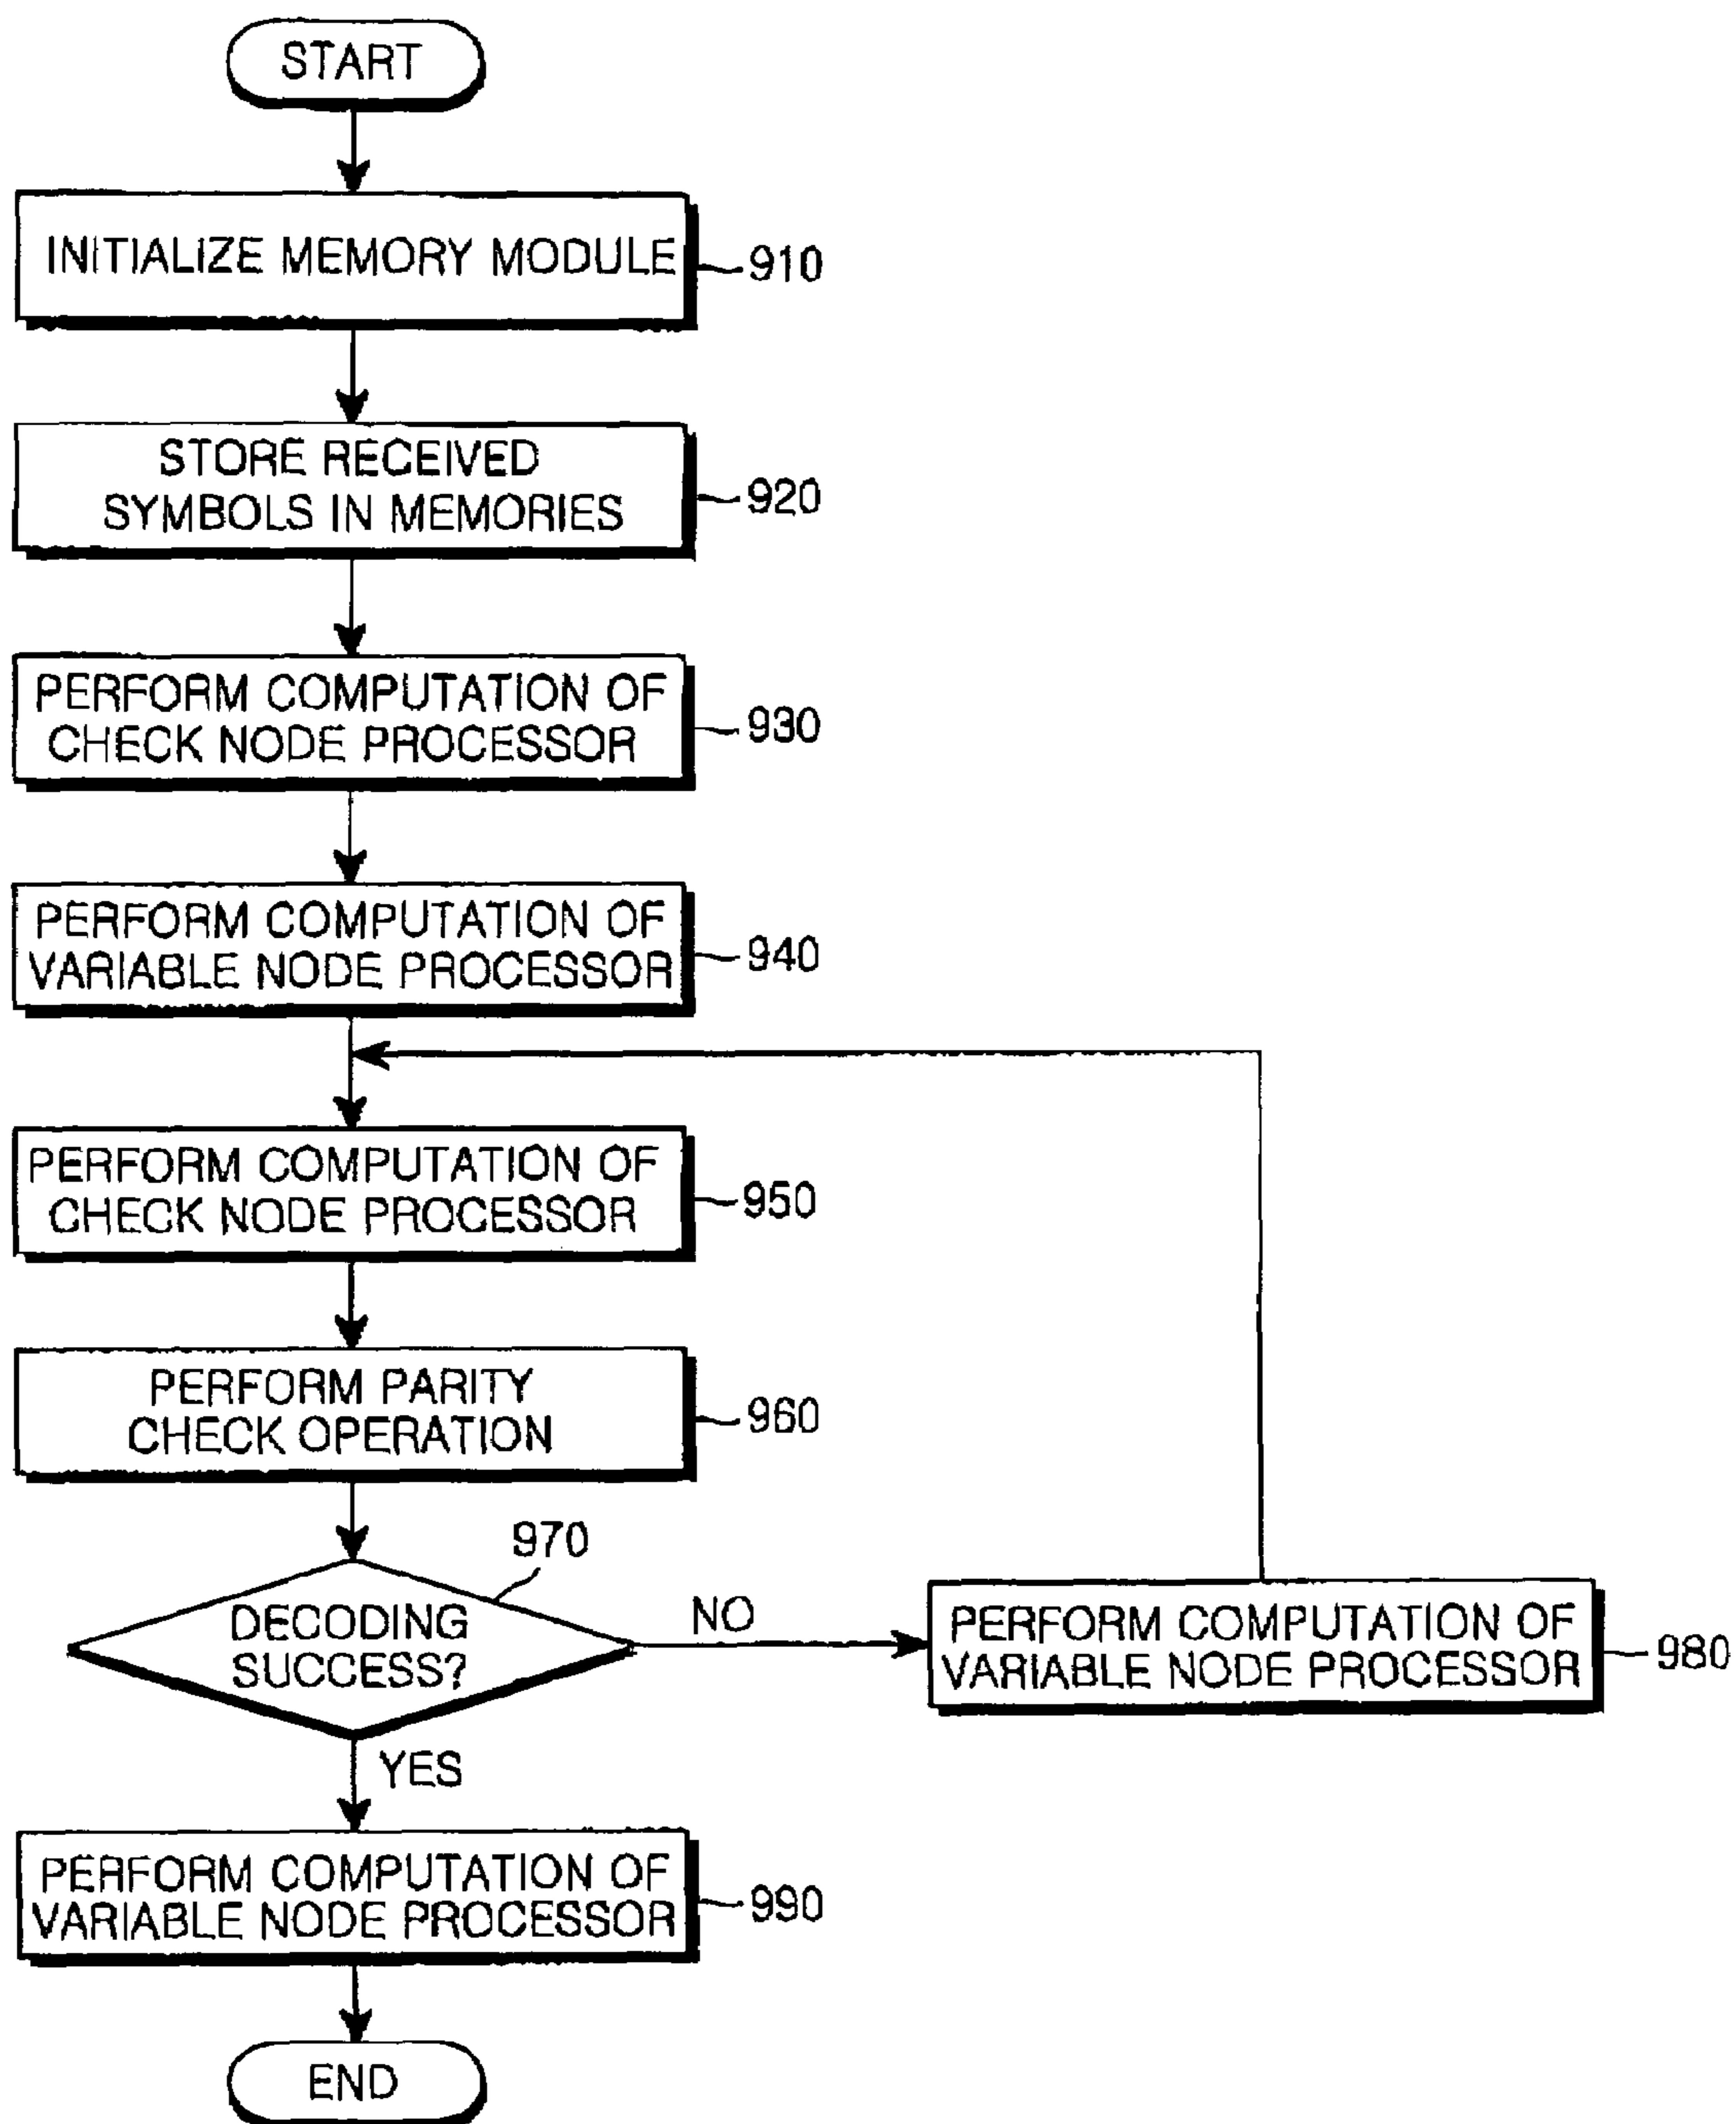 START
INITIALIZE MEMORY MODULE
910
STORE RECEIVED
SYMBOLS IN MEMORIES
920
PERFORM COMPUTATION OF
CHECK NODE PROCESSOR
930
PERFORM COMPUTATION OF
VARIABLE NODE PROCESSOR
940
PERFORM COMPUTATION OF
CHECK NODE PROCESSOR
950
PERFORM PARITY
CHECK OPERATION
960
970
DECODING
SUCCESS?
NO
PERFORM COMPUTATION OF
VARIABLE NODE PROCESSOR
980
YES
PERFORM COMPUTATION OF
VARIABLE NODE PROCESSOR
990
END